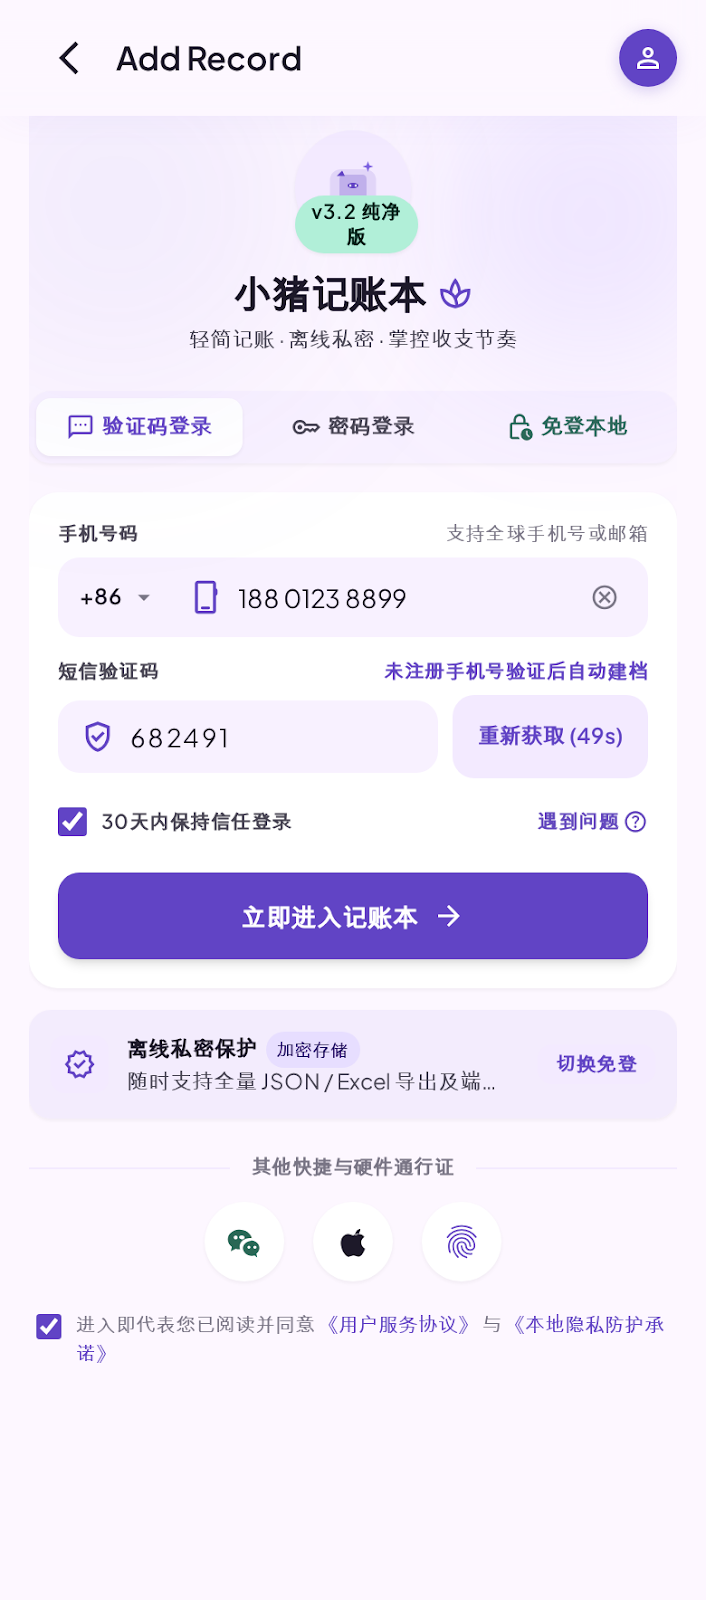 Add Record
v3.2 纯净
版
小猪记账本
轻简记账 · 离线私密 · 掌控收支节奏
验证码登录
密码登录
免登本地
手机号码
支持全球手机号或邮箱
+86
188 0123 8899
短信验证码
未注册手机号验证后自动建档
682491
重新获取 (49s)
30天内保持信任登录
遇到问题
立即进入记账本
离线私密保护
加密存储
随时支持全量 JSON / Excel 导出及端...
切换免登
其他快捷与硬件通行证
进入即代表您已阅读并同意《用户服务协议》 与 《本地隐私防护承
诺》